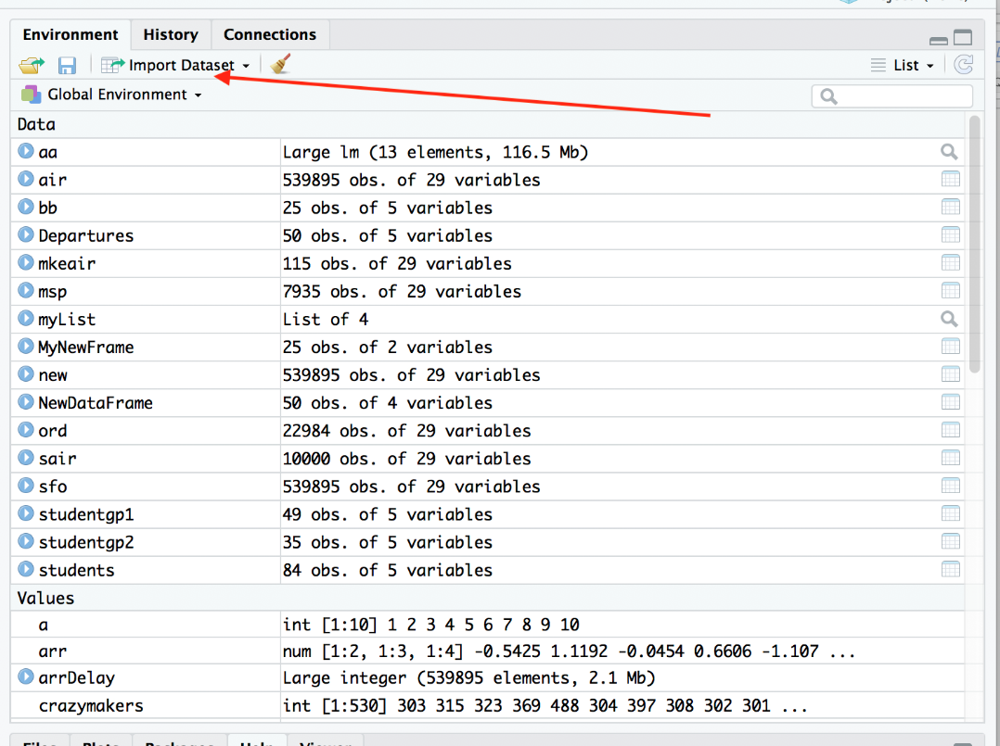 Environment History Connections
Import Dataset List
Global Environment
Data
aa Large lm (13 elements, 116.5 Mb)
air 539895 obs. of 29 variables
bb 25 obs. of 5 variables
Departures 50 obs. of 5 variables
mkeair 115 obs. of 29 variables
msp 7935 obs. of 29 variables
myList List of 4
MyNewFrame 25 obs. of 2 variables
new 539895 obs. of 29 variables
NewDataFrame 50 obs. of 4 variables
ord 22984 obs. of 29 variables
sair 10000 obs. of 29 variables
sfo 539895 obs. of 29 variables
studentgp1 49 obs. of 5 variables
studentgp2 35 obs. of 5 variables
students 84 obs. of 5 variables
Values
a int [1:10] 1 2 3 4 5 6 7 8 9 10
arr num [1:2, 1:3, 1:4] -0.5425 1.1192 -0.0454 0.6606 -1.107 ...
arrDelay Large integer (539895 elements, 2.1 Mb)
crazymakers int [1:530] 303 315 323 369 488 304 397 308 302 301 ...
Files Plots Packages Help Viewer